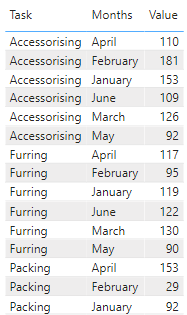 Task Months Value
Accessorising April 110
Accessorising February 181
Accessorising January 153
Accessorising June 109
Accessorising March 126
Accessorising May 92
Furring April 117
Furring February 95
Furring January 119
Furring June 122
Furring March 130
Furring May 90
Packing April 153
Packing February 29
Packing January 92